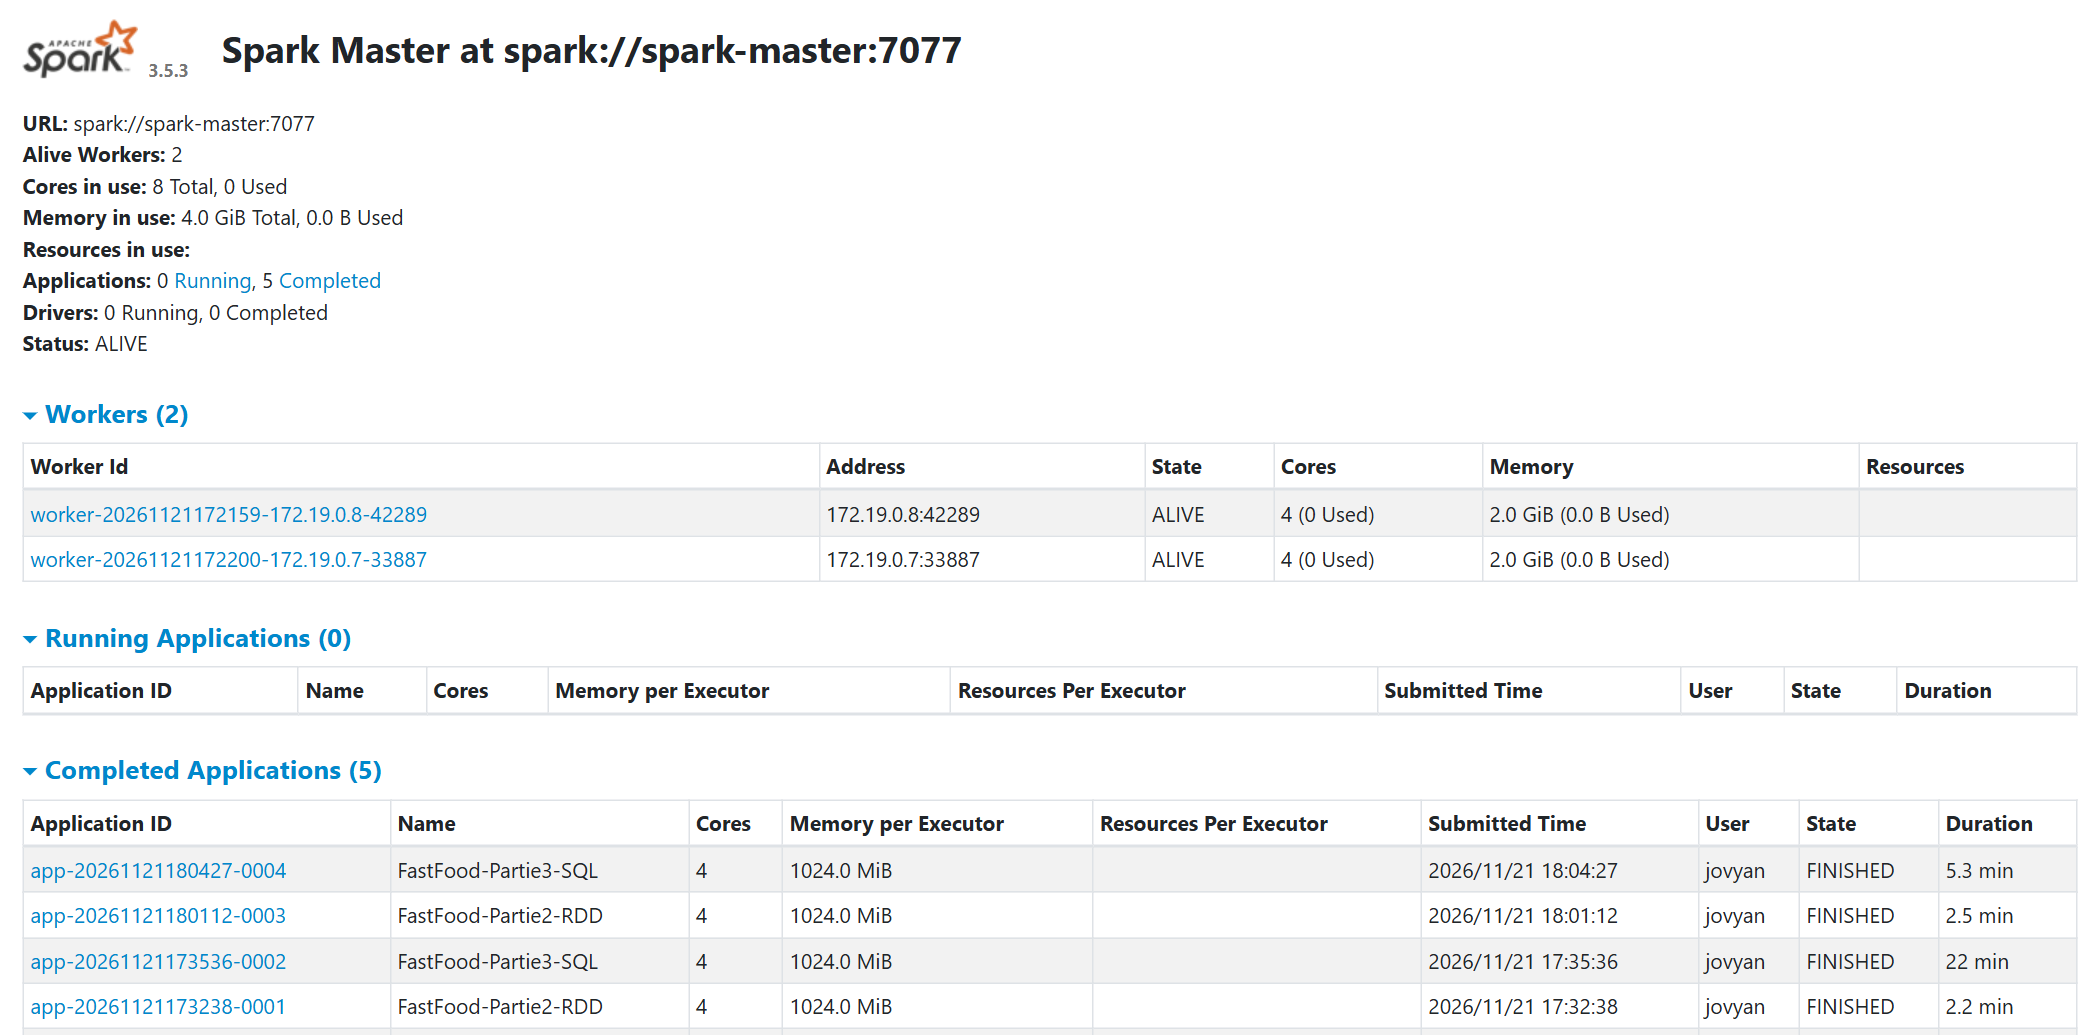 APACHE
Spark 3.5.3 Spark Master at spark://spark-master:7077
URL: spark://spark-master:7077
Alive Workers: 2
Cores in use: 8 Total, 0 Used
Memory in use: 4.0 GiB Total, 0.0 B Used
Resources in use:
Applications: 0 Running, 5 Completed
Drivers: 0 Running, 0 Completed
Status: ALIVE
Workers (2)
Worker Id Address State Cores Memory Resources
worker-20261121172159-172.19.0.8-42289 172.19.0.8:42289 ALIVE 4 (0 Used) 2.0 GiB (0.0 B Used)
worker-20261121172200-172.19.0.7-33887 172.19.0.7:33887 ALIVE 4 (0 Used) 2.0 GiB (0.0 B Used)
Running Applications (0)
Application ID Name Cores Memory per Executor Resources Per Executor Submitted Time User State Duration
Completed Applications (5)
Application ID Name Cores Memory per Executor Resources Per Executor Submitted Time User State Duration
app-20261121180427-0004 FastFood-Partie3-SQL 4 1024.0 MiB 2026/11/21 18:04:27 jovyan FINISHED 5.3 min
app-20261121180112-0003 FastFood-Partie2-RDD 4 1024.0 MiB 2026/11/21 18:01:12 jovyan FINISHED 2.5 min
app-20261121173536-0002 FastFood-Partie3-SQL 4 1024.0 MiB 2026/11/21 17:35:36 jovyan FINISHED 22 min
app-20261121173238-0001 FastFood-Partie2-RDD 4 1024.0 MiB 2026/11/21 17:32:38 jovyan FINISHED 2.2 min